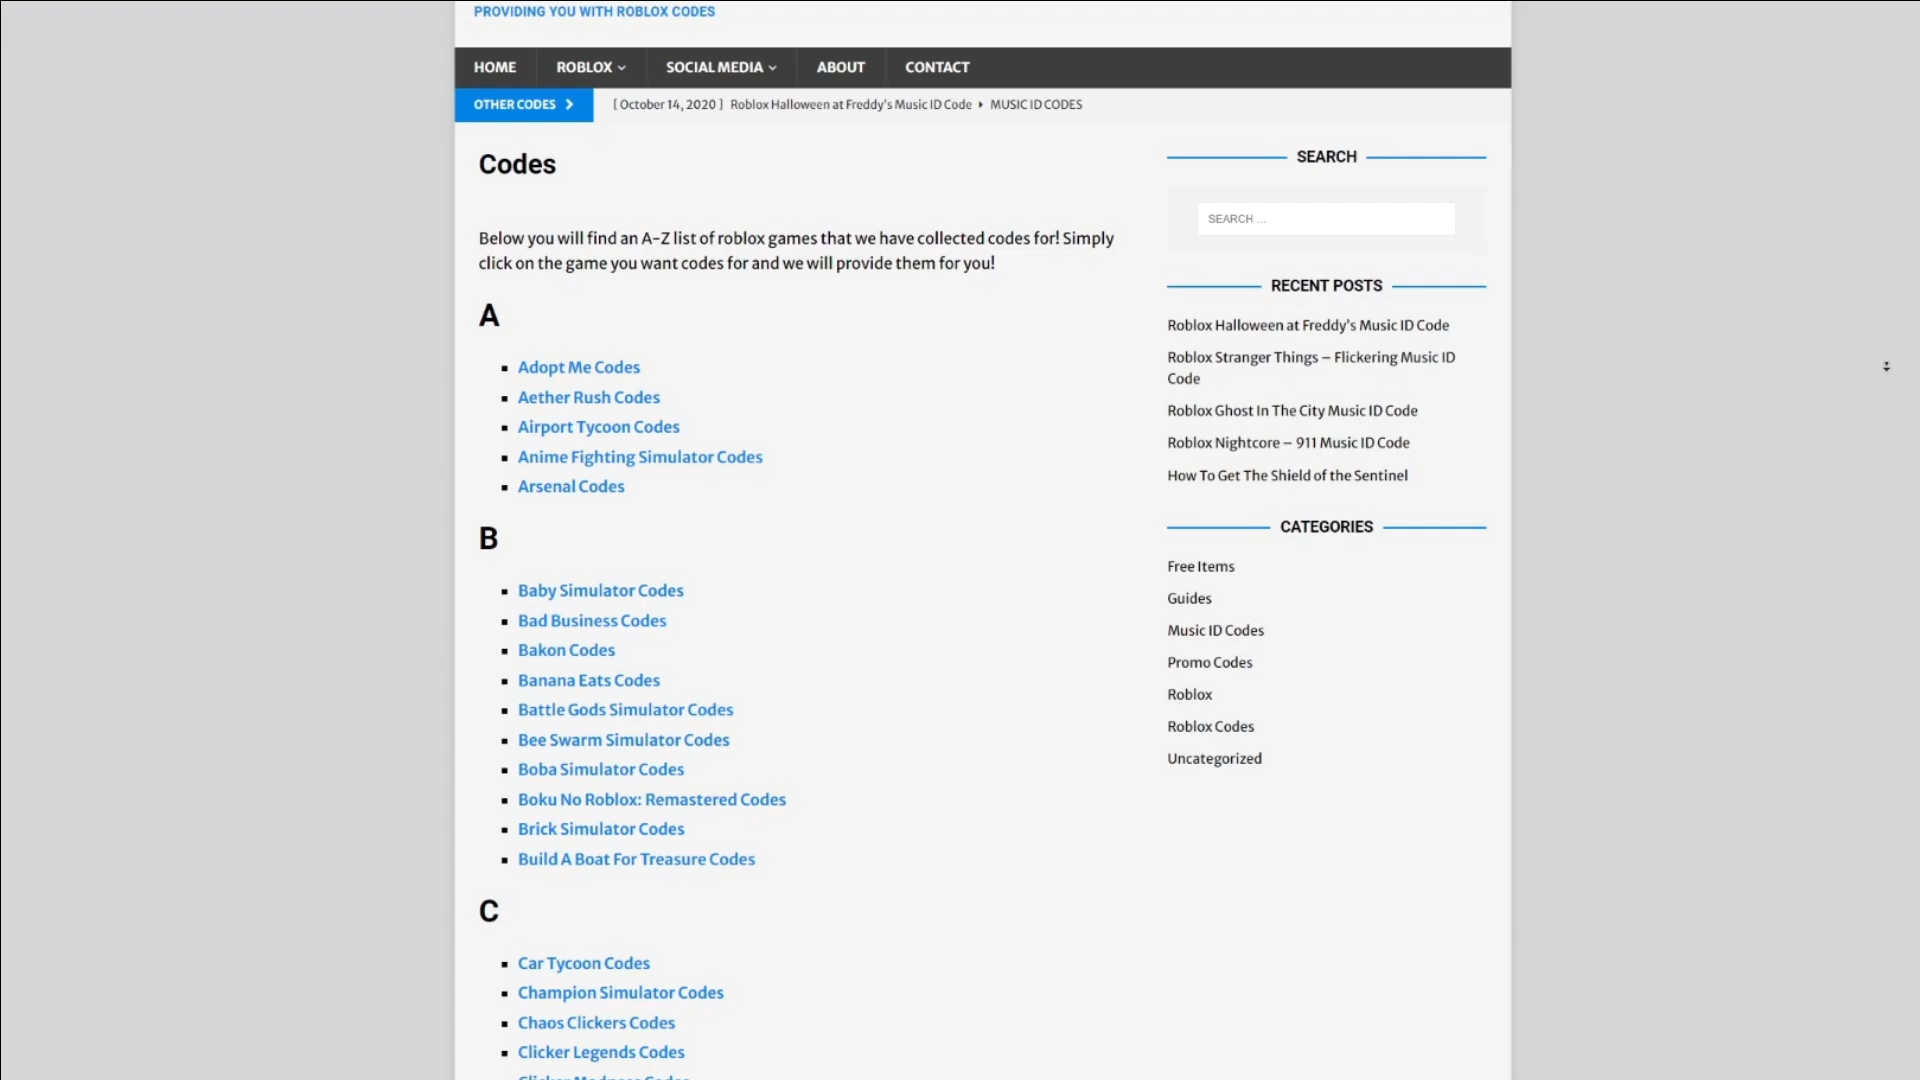 PROVIDING YOU WITH ROBLOX CODES
HOME ROBLOX SOCIAL MEDIA ABOUT CONTACT
OTHER CODES [ October 14, 2020 ] Roblox Halloween at Freddy's Music ID Code MUSIC ID CODES
Codes
Below you will find an A-Z list of roblox games that we have collected codes for! Simply
click on the game you want codes for and we will provide them for you!
A
Adopt Me Codes
Aether Rush Codes
Airport Tycoon Codes
Anime Fighting Simulator Codes
Arsenal Codes
B
Baby Simulator Codes
Bad Business Codes
Bakon Codes
Banana Eats Codes
Battle Gods Simulator Codes
Bee Swarm Simulator Codes
Boba Simulator Codes
Boku No Roblox: Remastered Codes
Brick Simulator Codes
Build A Boat For Treasure Codes
C
Car Tycoon Codes
Champion Simulator Codes
Chaos Clickers Codes
Clicker Legends Codes
Clicker Madness Codes
SEARCH
SEARCH ...
RECENT POSTS
Roblox Halloween at Freddy's Music ID Code
Roblox Stranger Things – Flickering Music ID
Code
Roblox Ghost In The City Music ID Code
Roblox Nightcore – 911 Music ID Code
How To Get The Shield of the Sentinel
CATEGORIES
Free Items
Guides
Music ID Codes
Promo Codes
Roblox
Roblox Codes
Uncategorized